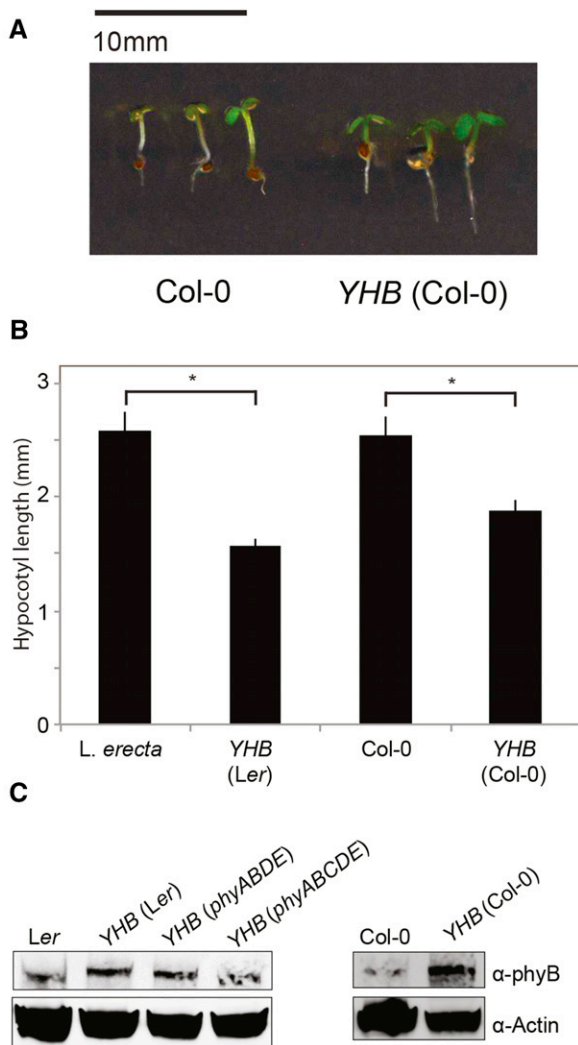 A
10mm
Col-0 YHB (Col-0)
B
Hypocotyl length (mm)
3
2
1
0
* *
L. erecta YHB (Ler) Col-0 YHB (Col-0)
C
Ler YHB (Ler) YHB (phyABDE) YHB (phyABCDE) Col-0 YHB (Col-0)
α-phyB
α-Actin